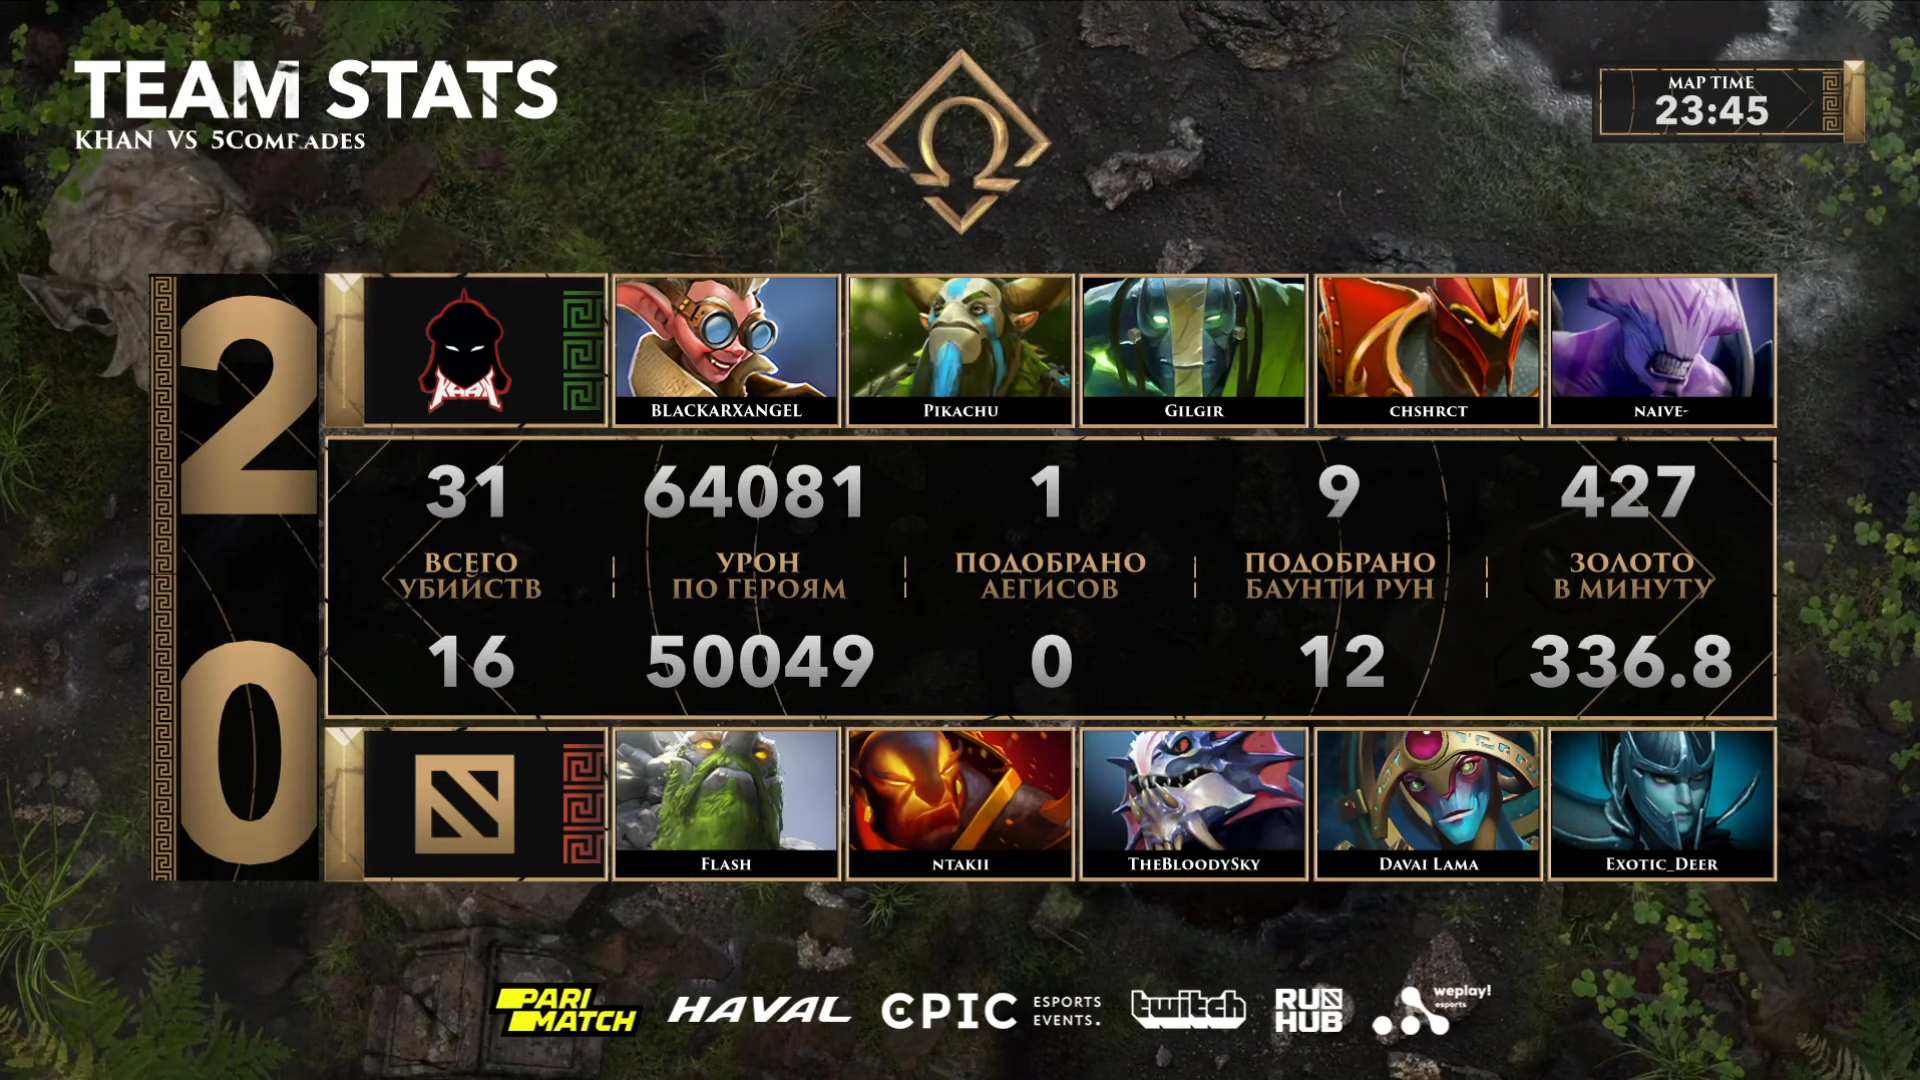 TEAM STATS
KHAN VS 5COMRADES
MAP TIME
23:45
2
KHAN
BLACKARXANGEL
PIKACHU
GILGIR
CHSHRCT
NAIVE-
31 64081 1 9 427
ВСЕГО УРОН ПОДОБРАНО ПОДОБРАНО ЗОЛОТО
УБИЙСТВ ПО ГЕРОЯМ АЕГИСОВ БАУНТИ РУН В МИНУТУ
16 50049 0 12 336.8
0
FLASH
NTAKII
THEBLOODYSKY
DAVAI LAMA
EXOTIC_DEER
PARI
MATCH
HAVAL
EPIC
ESPORTS
EVENTS.
twitch
RU
HUB
weplay!
esports